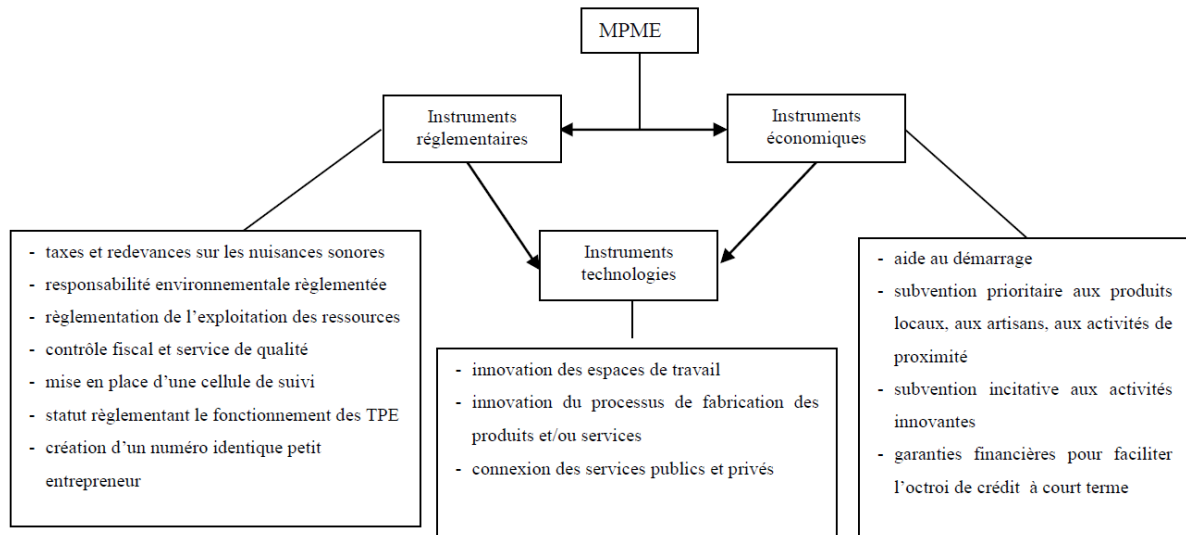 MPME
Instruments
réglementaires
Instruments
économiques
Instruments
technologies
- taxes et redevances sur les nuisances sonores
- responsabilité environnementale règlementée
- règlementation de l'exploitation des ressources
- contrôle fiscal et service de qualité
- mise en place d'une cellule de suivi
- statut règlementant le fonctionnement des TPE
- création d'un numéro identique petit
entrepreneur
- innovation des espaces de travail
- innovation du processus de fabrication des
produits et/ou services
- connexion des services publics et privés
- aide au démarrage
- subvention prioritaire aux produits
locaux, aux artisans, aux activités de
proximité
- subvention incitative aux activités
innovantes
- garanties financières pour faciliter
l'octroi de crédit à court terme